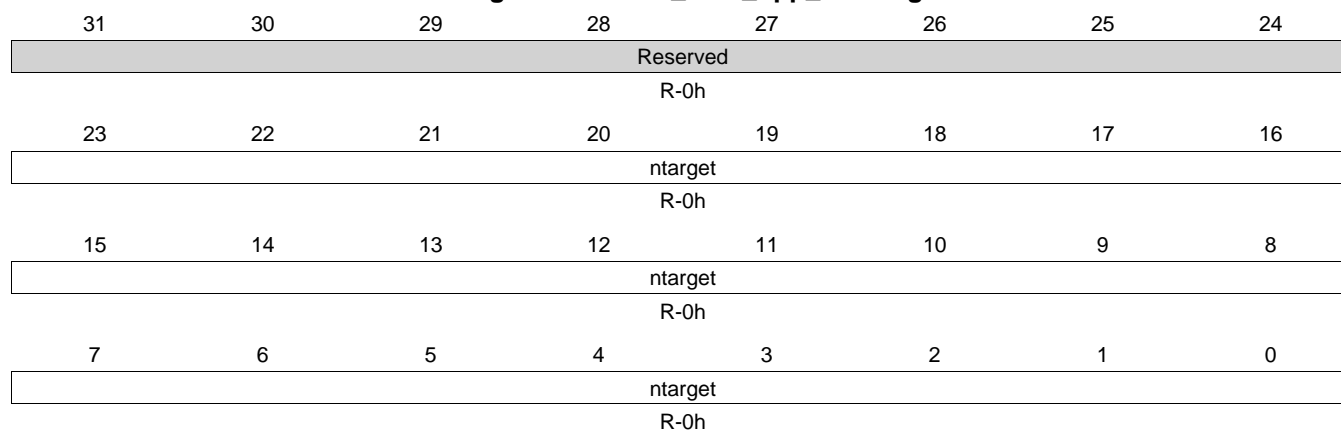 31 30 29 28 27 26 25 24
Reserved
R-0h
23 22 21 20 19 18 17 16
ntarget
R-0h
15 14 13 12 11 10 9 8
ntarget
R-0h
7 6 5 4 3 2 1 0
ntarget
R-0h